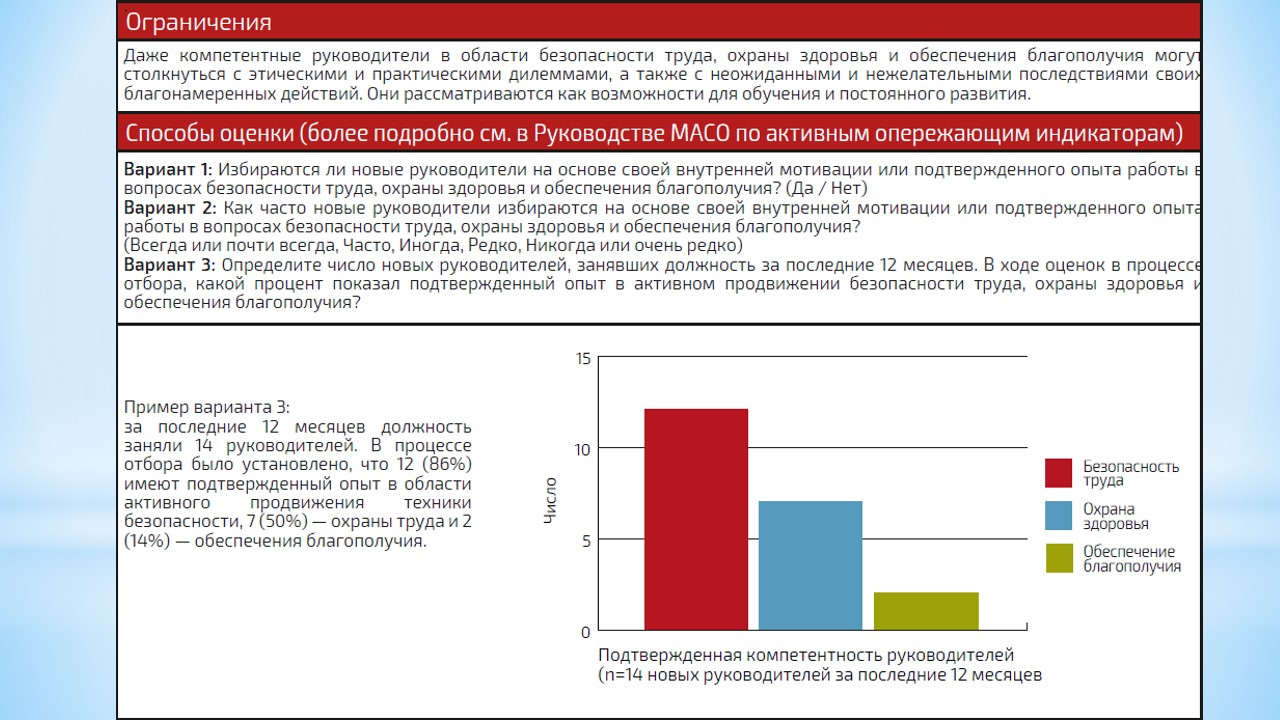 Ограничения
Даже компетентные руководители в области безопасности труда, охраны здоровья и обеспечения благополучия могут
столкнуться с этическими и практическими дилеммами, а также с неожиданными и нежелательными последствиями своих
благонамеренных действий. Они рассматриваются как возможности для обучения и постоянного развития.
Способы оценки (более подробно см. в Руководстве МАСО по активным опережающим индикаторам)
Вариант 1: Избираются ли новые руководители на основе своей внутренней мотивации или подтвержденного опыта работы в
вопросах безопасности труда, охраны здоровья и обеспечения благополучия? (Да / Нет)
Вариант 2: Как часто новые руководители избираются на основе своей внутренней мотивации или подтвержденного опыта
работы в вопросах безопасности труда, охраны здоровья и обеспечения благополучия?
(Всегда или почти всегда, Часто, Иногда, Редко, Никогда или очень редко)
Вариант 3: Определите число новых руководителей, занявших должность за последние 12 месяцев. В ходе оценок в процессе
отбора, какой процент показал подтвержденный опыт в активном продвижении безопасности труда, охраны здоровья и
обеспечения благополучия?
Пример варианта 3:
за последние 12 месяцев должность
заняли 14 руководителей. В процессе
отбора было установлено, что 12 (86%)
имеют подтвержденный опыт в области
активного продвижения техники
безопасности, 7 (50%) — охраны труда и 2
(14%) — обеспечения благополучия.
15
10
5
0
Число
Подтвержденная компетентность руководителей
(n=14 новых руководителей за последние 12 месяцев
Безопасность
труда
Охрана
здоровья
Обеспечение
благополучия